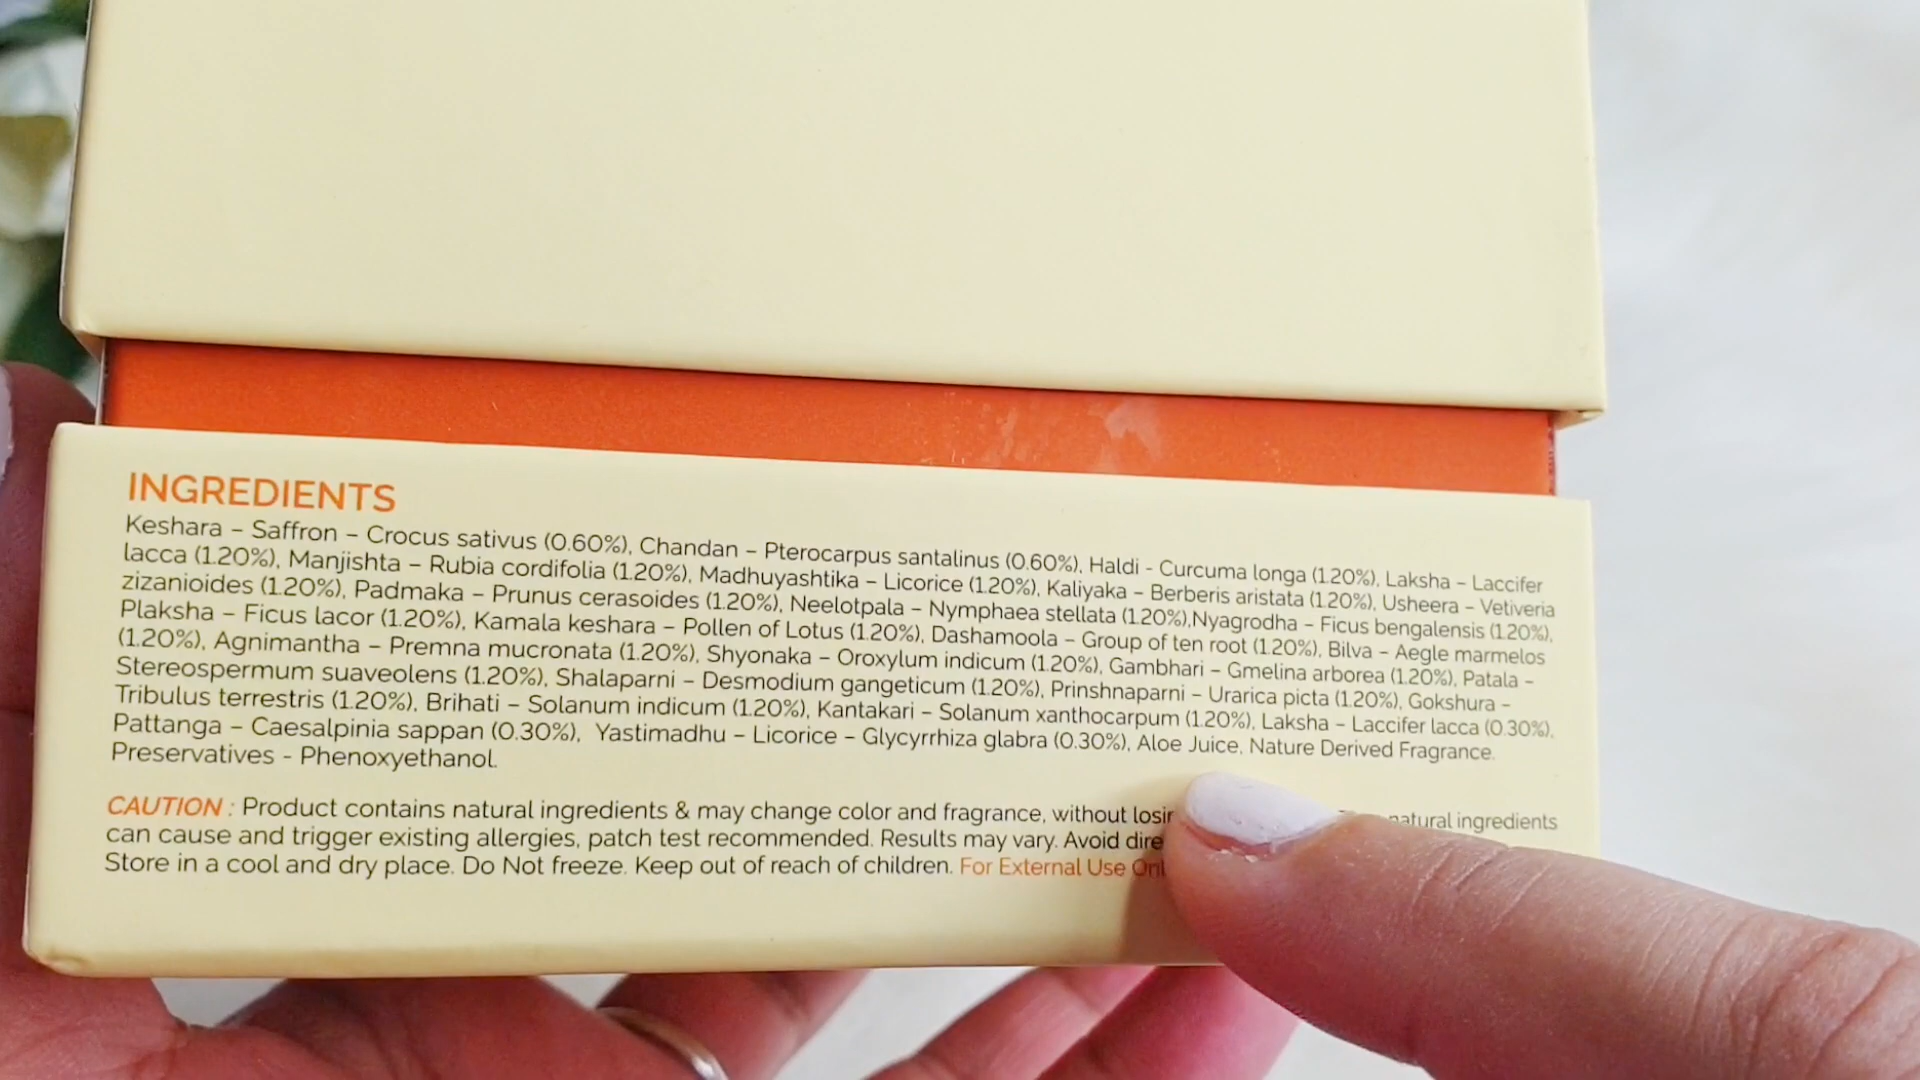 INGREDIENTS
Keshara – Saffron – Crocus sativus (0.60%), Chandan – Pterocarpus santalinus (0.60%), Haldi - Curcuma longa (1.20%), Laksha – Laccifer
lacca (1.20%), Manjishta – Rubia cordifolia (1.20%), Madhuyashtika – Licorice (1.20%), Kaliyaka – Berberis aristata (1.20%), Usheera – Vetiveria
zizanioides (1.20%), Padmaka – Prunus cerasoides (1.20%), Neelotpala – Nymphaea stellata (1.20%),Nyagrodha – Ficus bengalensis (1.20%),
Plaksha – Ficus lacor (1.20%), Kamala keshara – Pollen of Lotus (1.20%), Dashamoola – Group of ten root (1.20%), Bilva – Aegle marmelos
(1.20%), Agnimantha – Premna mucronata (1.20%), Shyonaka – Oroxylum indicum (1.20%), Gambhari – Gmelina arborea (1.20%), Patala –
Stereospermum suaveolens (1.20%), Shalaparni – Desmodium gangeticum (1.20%), Prinshnaparni – Urarica picta (1.20%), Gokshura –
Tribulus terrestris (1.20%), Brihati – Solanum indicum (1.20%), Kantakari – Solanum xanthocarpum (1.20%), Laksha – Laccifer lacca (0.30%),
Pattanga – Caesalpinia sappan (0.30%), Yastimadhu – Licorice – Glycyrrhiza glabra (0.30%), Aloe Juice, Nature Derived Fragrance.
Preservatives - Phenoxyethanol.
CAUTION : Product contains natural ingredients & may change color and fragrance, without natural ingredients
can cause and trigger existing allergies, patch test recommended. Results may vary. Avoid
Store in a cool and dry place. Do Not freeze. Keep out of reach of children. For External Use